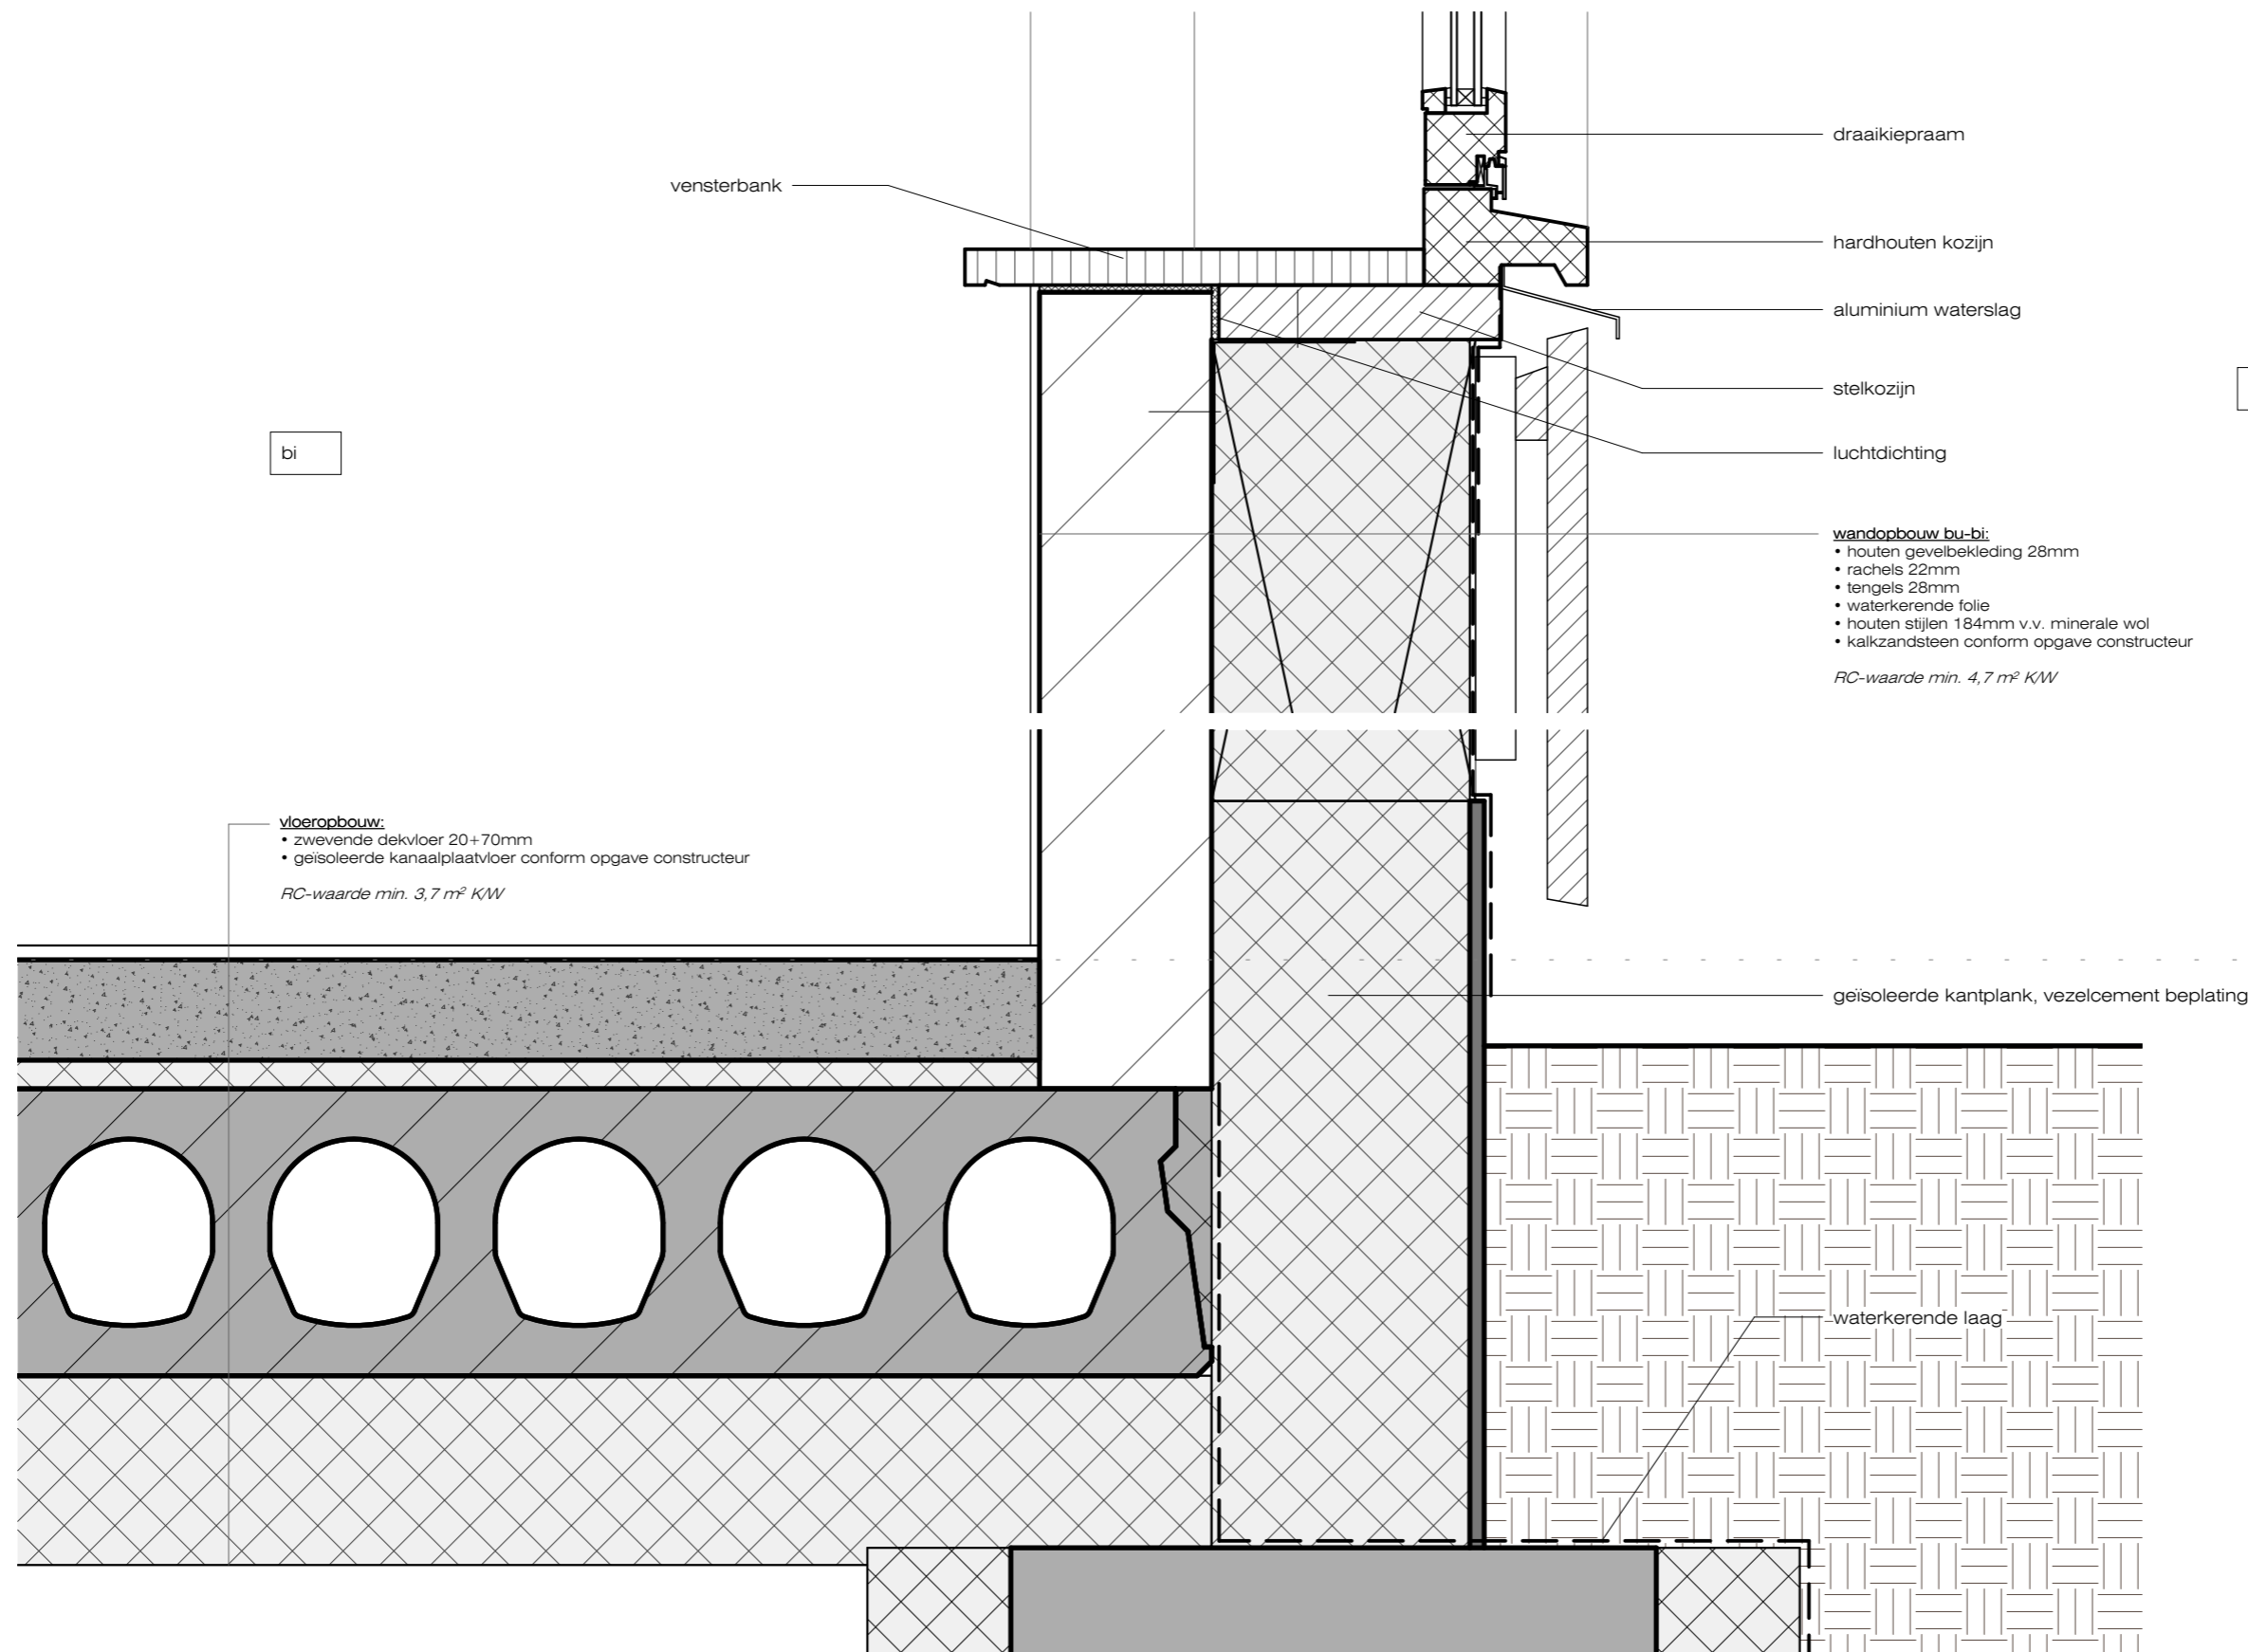 draaikiepraam
vensterbank
hardhouten kozijn
aluminium waterslag
stelkozijn
bi
luchtdichting
wandopbouw bu-bi:
• houten gevelbekleding 28mm
• rachels 22mm
• tengels 28mm
• waterkerende folie
• houten stijlen 184mm v.v. minerale wol
• kalkzandsteen conform opgave constructeur
RC-waarde min. 4,7 m² K/W
vloeropbouw:
• zwevende dekvloer 20+70mm
• geïsoleerde kanaalplaatvloer conform opgave constructeur
RC-waarde min. 3,7 m² K/W
geïsoleerde kantplank, vezelcement beplating
waterkerende laag